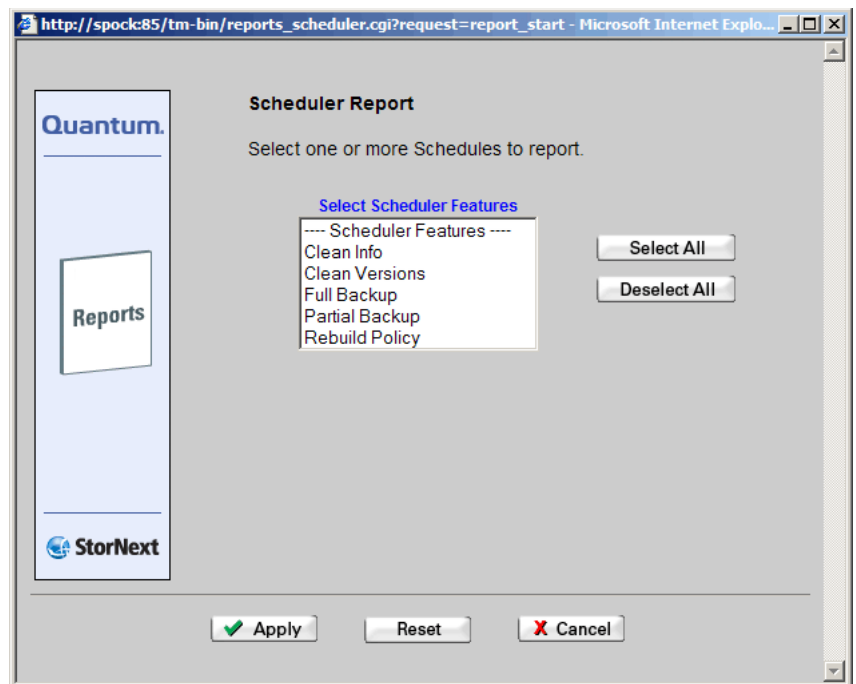 http://spock:85/tm-bin/reports_scheduler.cgi?request=report_start - Microsoft Internet Explo...
Quantum.
Scheduler Report
Select one or more Schedules to report.
Select Scheduler Features
---- Scheduler Features ----
Clean Info
Clean Versions
Full Backup
Partial Backup
Rebuild Policy
Select All
Deselect All
Reports
StorNext
Apply
Reset
Cancel